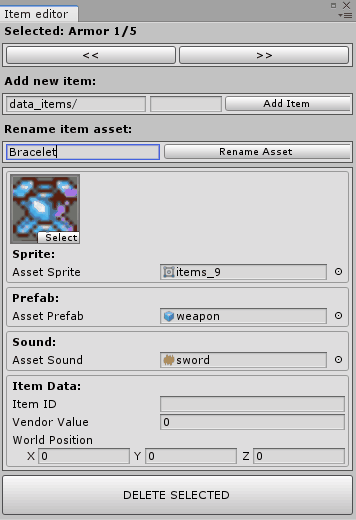 Item editor
Selected: Armor 1/5
<< >>
Add new item:
data_items/ Add Item
Rename item asset:
Bracelet Rename Asset
Select
Sprite:
Asset Sprite items_9
Prefab:
Asset Prefab weapon
Sound:
Asset Sound sword
Item Data:
Item ID
Vendor Value 0
World Position
X 0 Y 0 Z 0
DELETE SELECTED